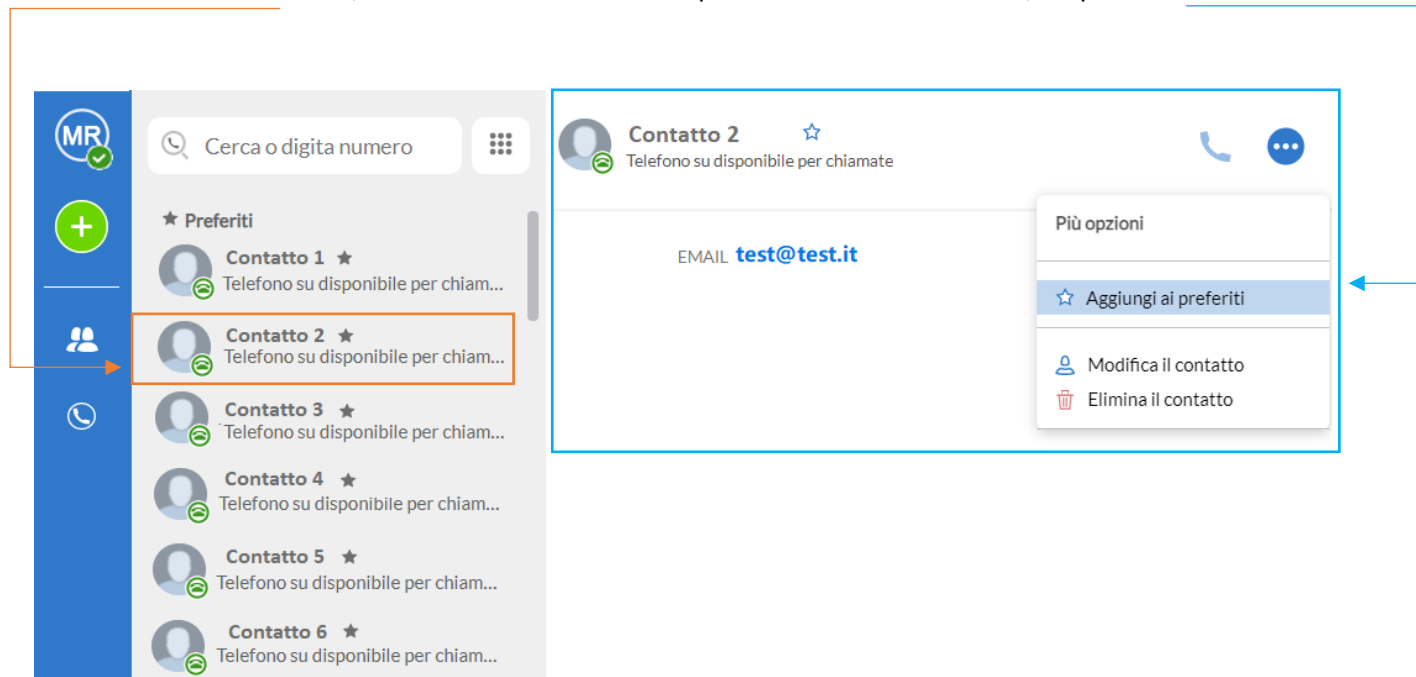 MR
Cerca o digita numero
Preferiti
Contatto 1
Telefono su disponibile per chiam...
Contatto 2
Telefono su disponibile per chiam...
Contatto 3
Telefono su disponibile per chiam...
Contatto 4
Telefono su disponibile per chiam...
Contatto 5
Telefono su disponibile per chiam...
Contatto 6
Telefono su disponibile per chiam...
Contatto 2
Telefono su disponibile per chiamate
EMAIL test@test.it
Più opzioni
Aggiungi ai preferiti
Modifica il contatto
Elimina il contatto